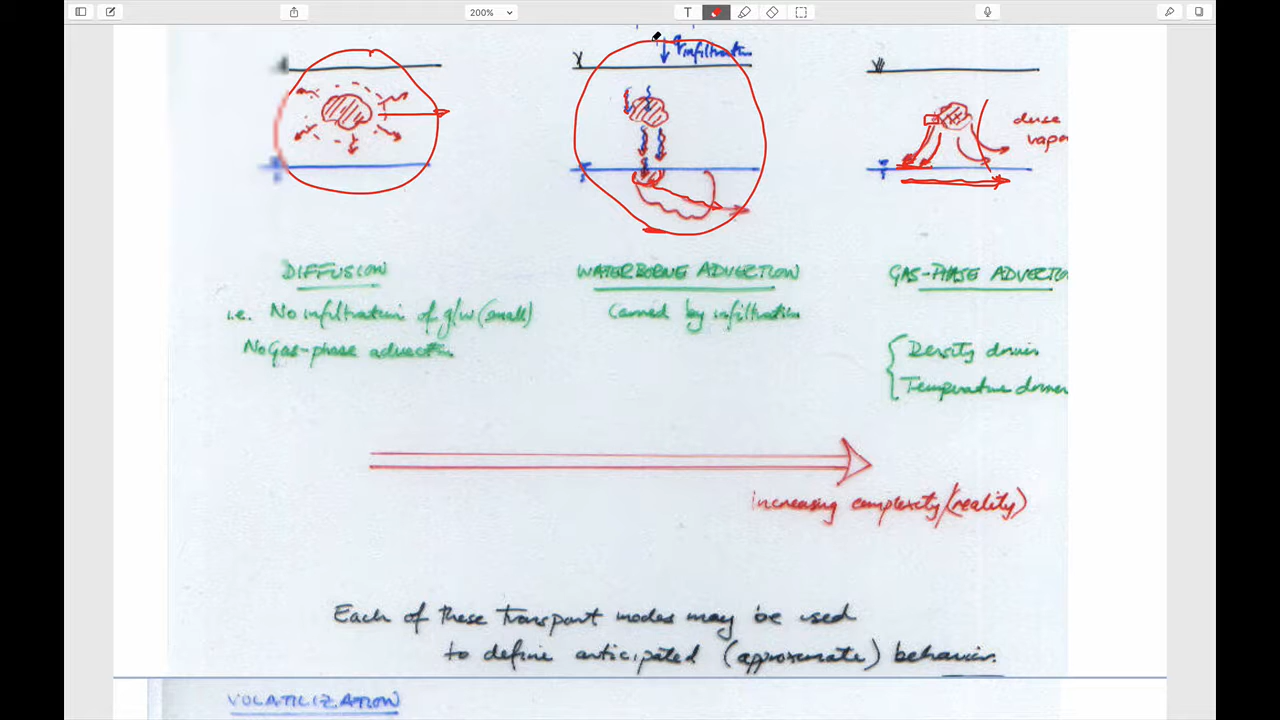 200%
T
infiltration
dense
vapo
DIFFUSION
WATERBORNE ADVECTION
GAS-PHASE ADVECTIO
i.e. No infiltration of g/w (small)
Carried by infiltration
No Gas-phase advection
Density driven
Temperature driven
increasing complexity/(reality)
Each of these transport modes may be used
to define anticipated (approximate) behavior.
VOLATILIZATION